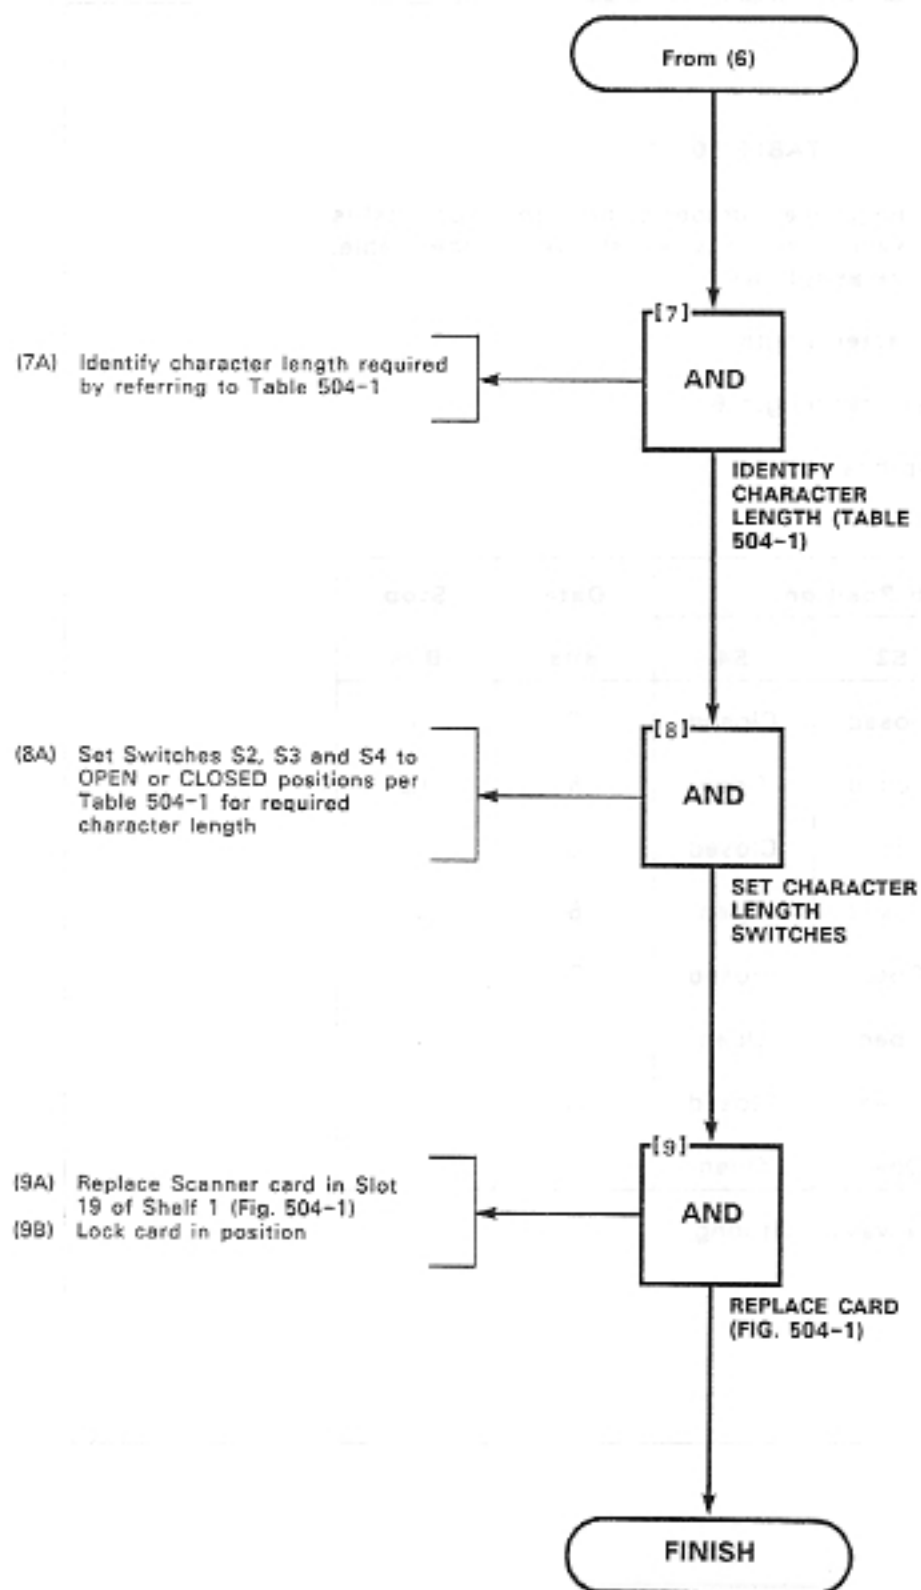 From (6)
[7]
(7A) Identify character length required
by referring to Table 504-1
AND
IDENTIFY
CHARACTER
LENGTH (TABLE
504-1)
[8]
(8A) Set Switches S2, S3 and S4 to
OPEN or CLOSED positions per
Table 504-1 for required
character length
AND
SET CHARACTER
LENGTH
SWITCHES
[9]
(9A) Replace Scanner card in Slot
19 of Shelf 1 (Fig. 504-1)
(9B) Lock card in position
AND
REPLACE CARD
(FIG. 504-1)
FINISH